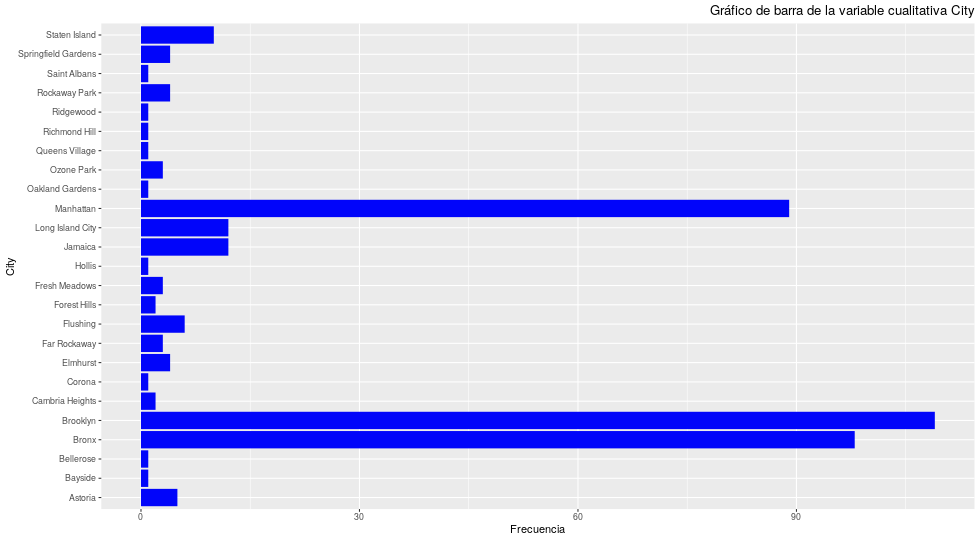 Gráfico de barra de la variable cualitativa City
Staten Island
Springfield Gardens
Saint Albans
Rockaway Park
Ridgewood
Richmond Hill
Queens Village
Ozone Park
Oakland Gardens
Manhattan
Long Island City
Jamaica
Hollis
Fresh Meadows
Forest Hills
Flushing
Far Rockaway
Elmhurst
Corona
Cambria Heights
Brooklyn
Bronx
Bellerose
Bayside
Astoria
City
0 30 60 90
Frecuencia